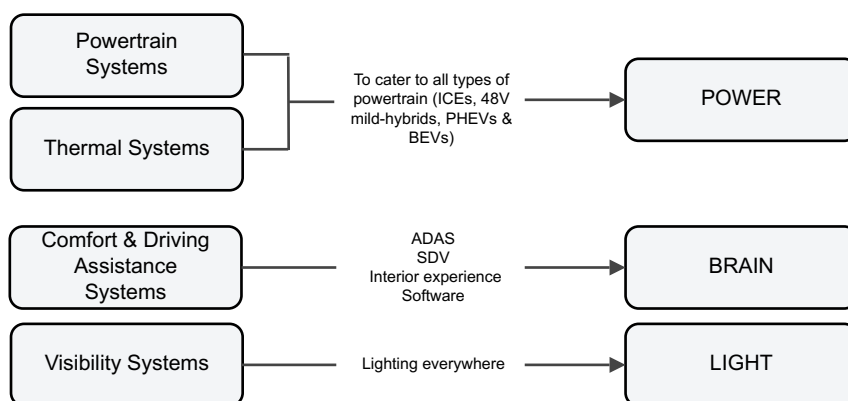 Powertrain
Systems
Thermal Systems
To cater to all types of
powertrain (ICEs, 48V
mild-hybrids, PHEVs &
BEVs)
POWER
Comfort & Driving
Assistance
Systems
ADAS
SDV
Interior experience
Software
BRAIN
Visibility Systems
Lighting everywhere
LIGHT